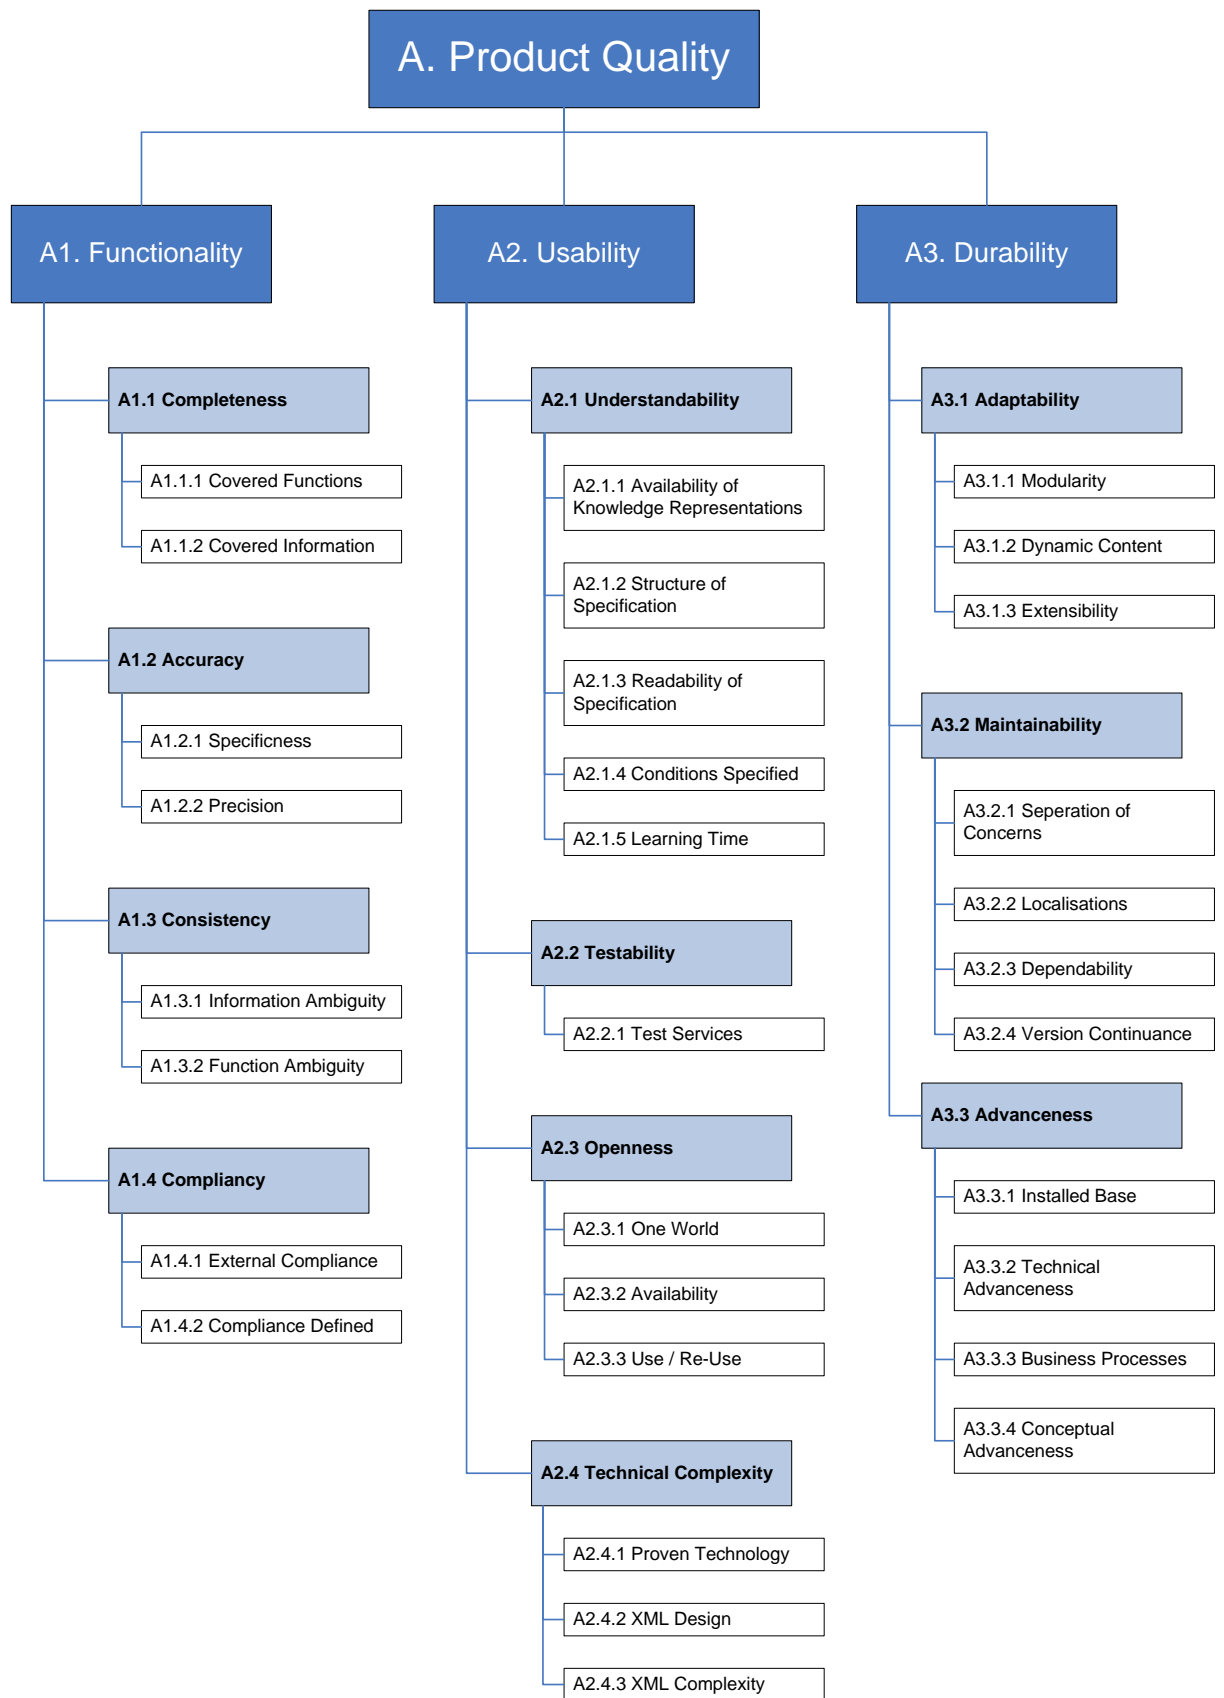 A. Product Quality
A1. Functionality
A1.1 Completeness
A1.1.1 Covered Functions
A1.1.2 Covered Information
A1.2 Accuracy
A1.2.1 Specificness
A1.2.2 Precision
A1.3 Consistency
A1.3.1 Information Ambiguity
A1.3.2 Function Ambiguity
A1.4 Compliancy
A1.4.1 External Compliance
A1.4.2 Compliance Defined
A2. Usability
A2.1 Understandability
A2.1.1 Availability of
Knowledge Representations
A2.1.2 Structure of
Specification
A2.1.3 Readability of
Specification
A2.1.4 Conditions Specified
A2.1.5 Learning Time
A2.2 Testability
A2.2.1 Test Services
A2.3 Openness
A2.3.1 One World
A2.3.2 Availability
A2.3.3 Use / Re-Use
A2.4 Technical Complexity
A2.4.1 Proven Technology
A2.4.2 XML Design
A2.4.3 XML Complexity
A3. Durability
A3.1 Adaptability
A3.1.1 Modularity
A3.1.2 Dynamic Content
A3.1.3 Extensibility
A3.2 Maintainability
A3.2.1 Seperation of
Concerns
A3.2.2 Localisations
A3.2.3 Dependability
A3.2.4 Version Continuance
A3.3 Advanceness
A3.3.1 Installed Base
A3.3.2 Technical
Advanceness
A3.3.3 Business Processes
A3.3.4 Conceptual
Advanceness